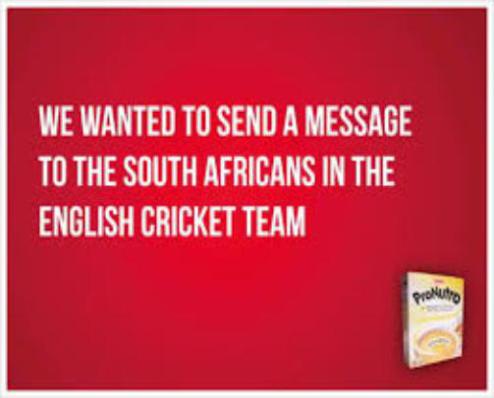 WE WANTED TO SEND A MESSAGE
TO THE SOUTH AFRICANS IN THE
ENGLISH CRICKET TEAM
ProNutro